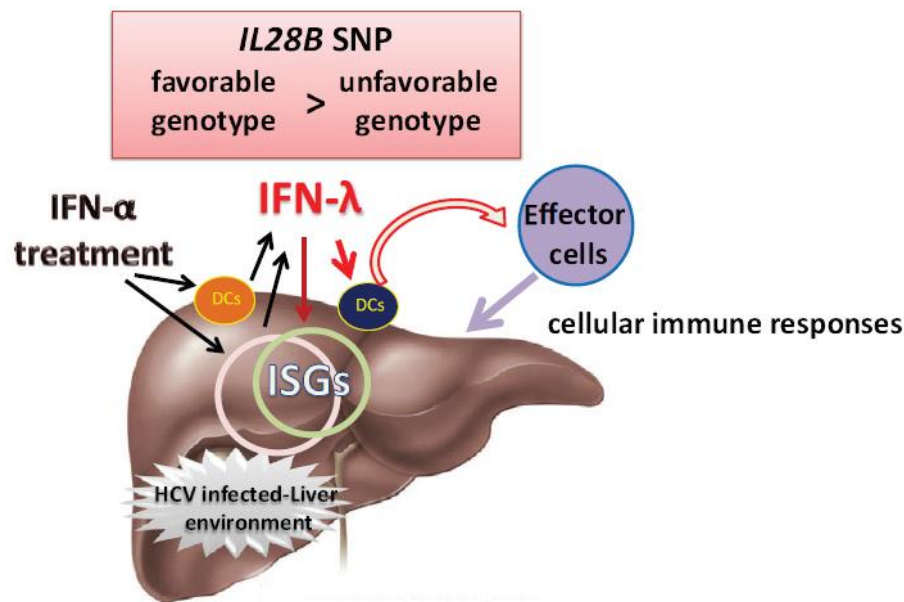 IL28B SNP
favorable > unfavorable
genotype genotype
IFN-α
treatment
IFN-λ
Effector
cells
DCs
DCs
cellular immune responses
ISGs
HCV infected-Liver
environment